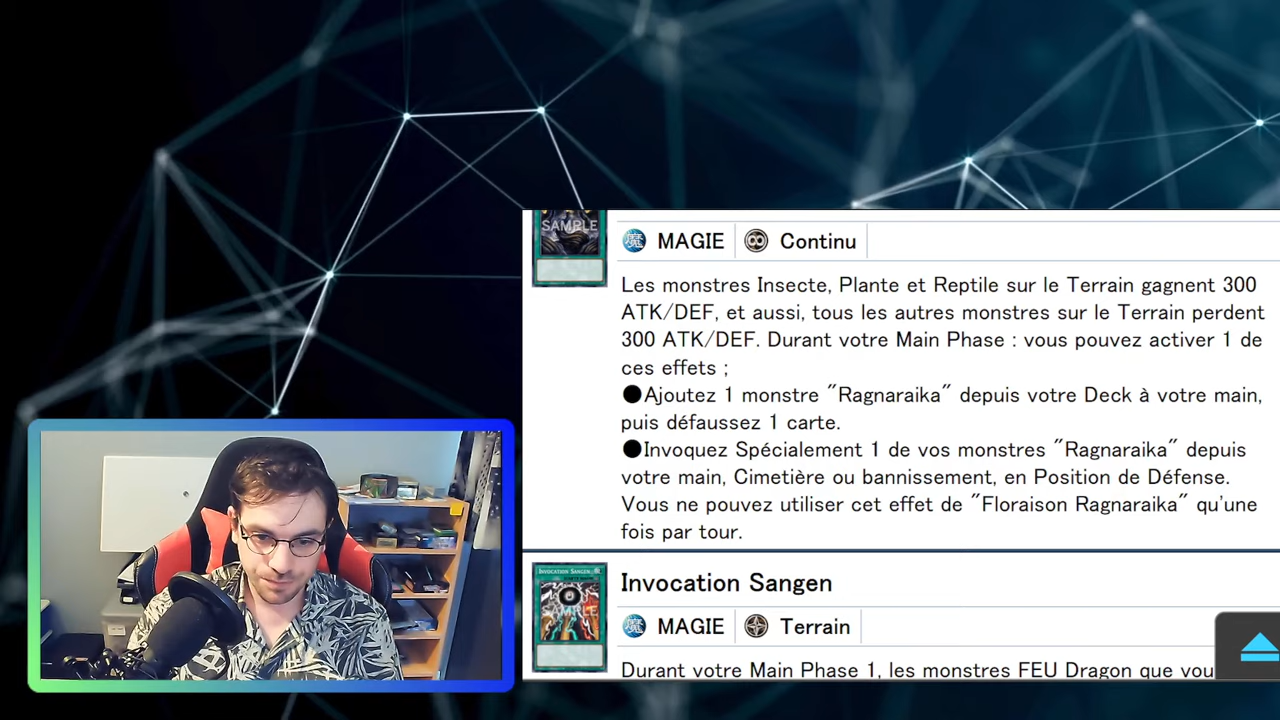 SAMPLE
魔 MAGIE Continu
Les monstres Insecte, Plante et Reptile sur le Terrain gagnent 300
ATK/DEF, et aussi, tous les autres monstres sur le Terrain perdent
300 ATK/DEF. Durant votre Main Phase : vous pouvez activer 1 de
ces effets ;
●Ajoutez 1 monstre "Ragnaraika" depuis votre Deck à votre main,
puis défaussez 1 carte.
●Invoquez Spécialement 1 de vos monstres "Ragnaraika" depuis
votre main, Cimetière ou bannissement, en Position de Défense.
Vous ne pouvez utiliser cet effet de "Floraison Ragnaraika" qu'une
fois par tour.
INVOCATION SANGEN
SAMPLE
Invocation Sangen
魔 MAGIE Terrain
Durant votre Main Phase 1, les monstres FEU Dragon que vou